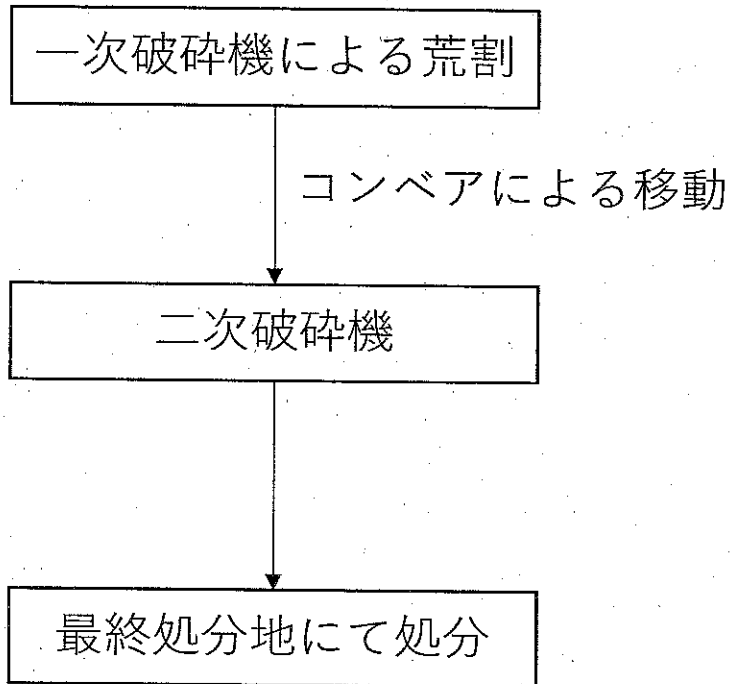 一次破砕機による荒割
コンベアによる移動
二次破砕機
最終処分地にて処分